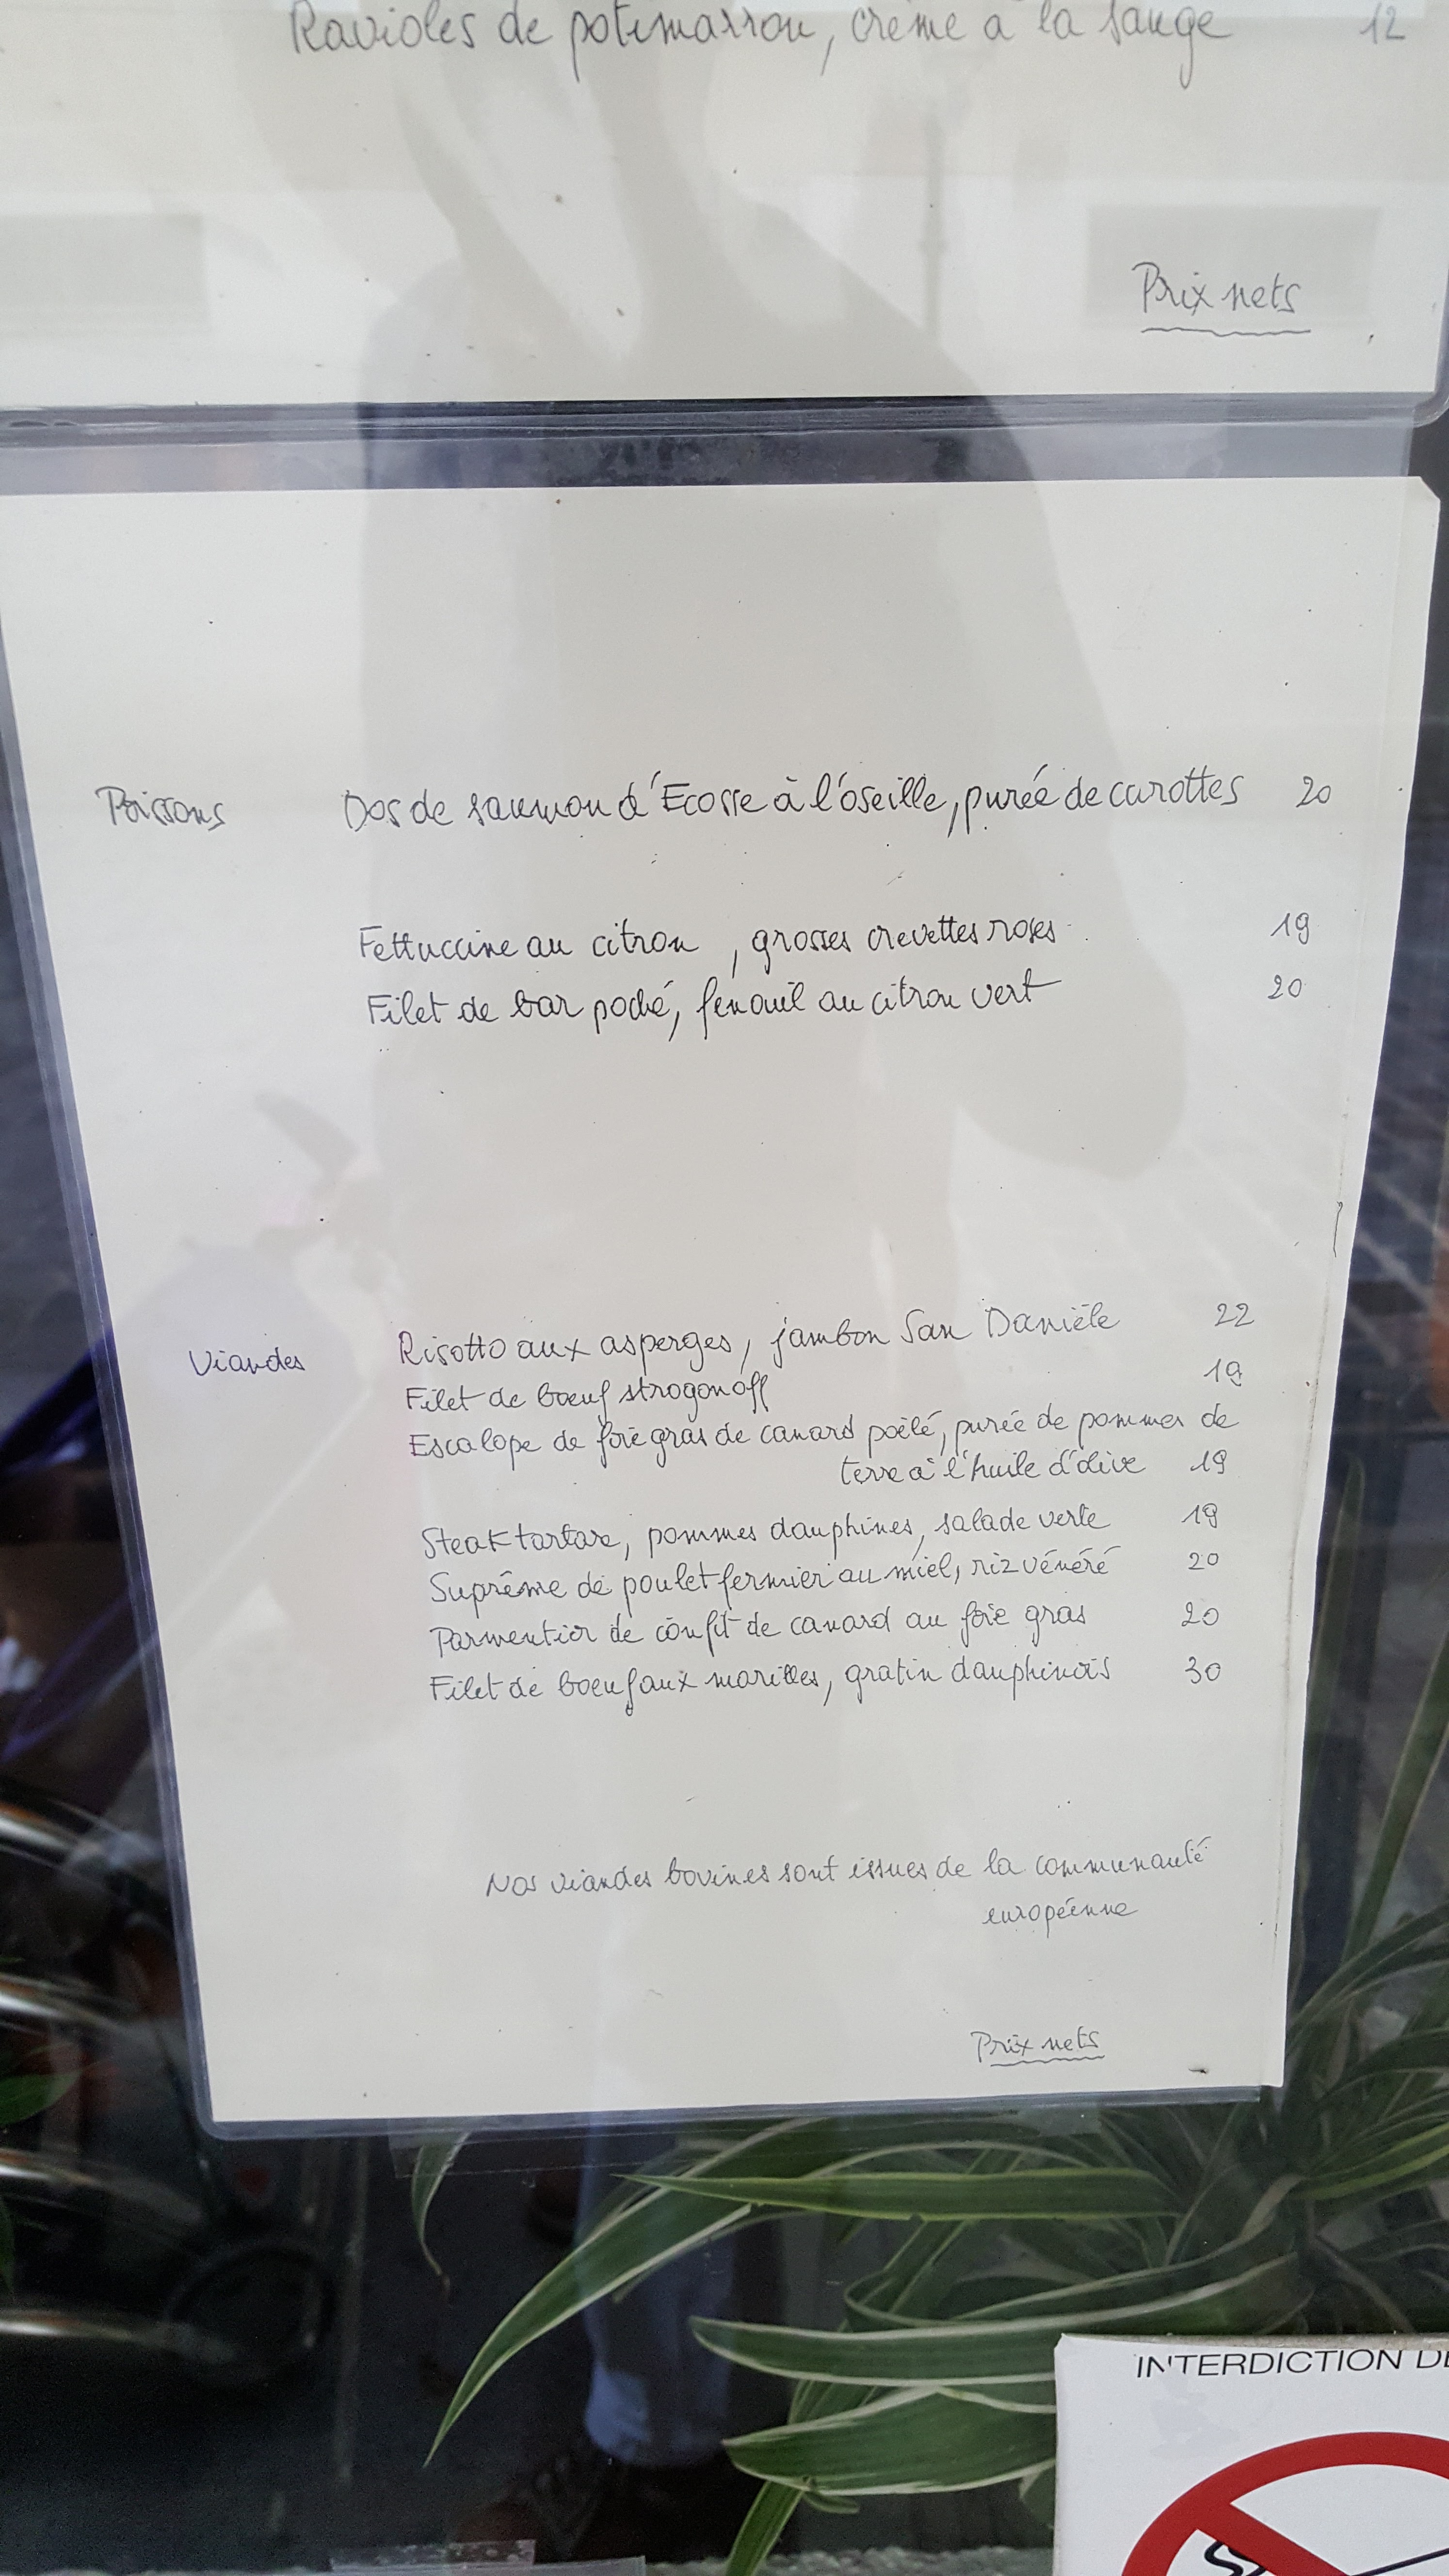 Ravioles de potimarron, crème à la sauge 12
Prix nets
Poissons Dos de saumon d'Ecosse à l'oseille, purée de carottes 20
Fettuccine au citron , grosses crevettes roses 19
Filet de bar poché, fenouil au citron vert 20
Viandes Risotto aux asperges, jambon San Danièle 22
Filet de boeuf strogonoff 19
Escalope de foie gras de canard poêlé, purée de pommes de
terre à l'huile d'olive 19
Steak tartare, pommes dauphines, salade verte 19
Suprême de poulet fermier au miel, riz vénéré 20
Parmentier de confit de canard au foie gras 20
Filet de boeuf aux morilles, gratin dauphinois 30
Nos viandes bovines sont issues de la communauté
européenne
Prix nets
INTERDICTION DE